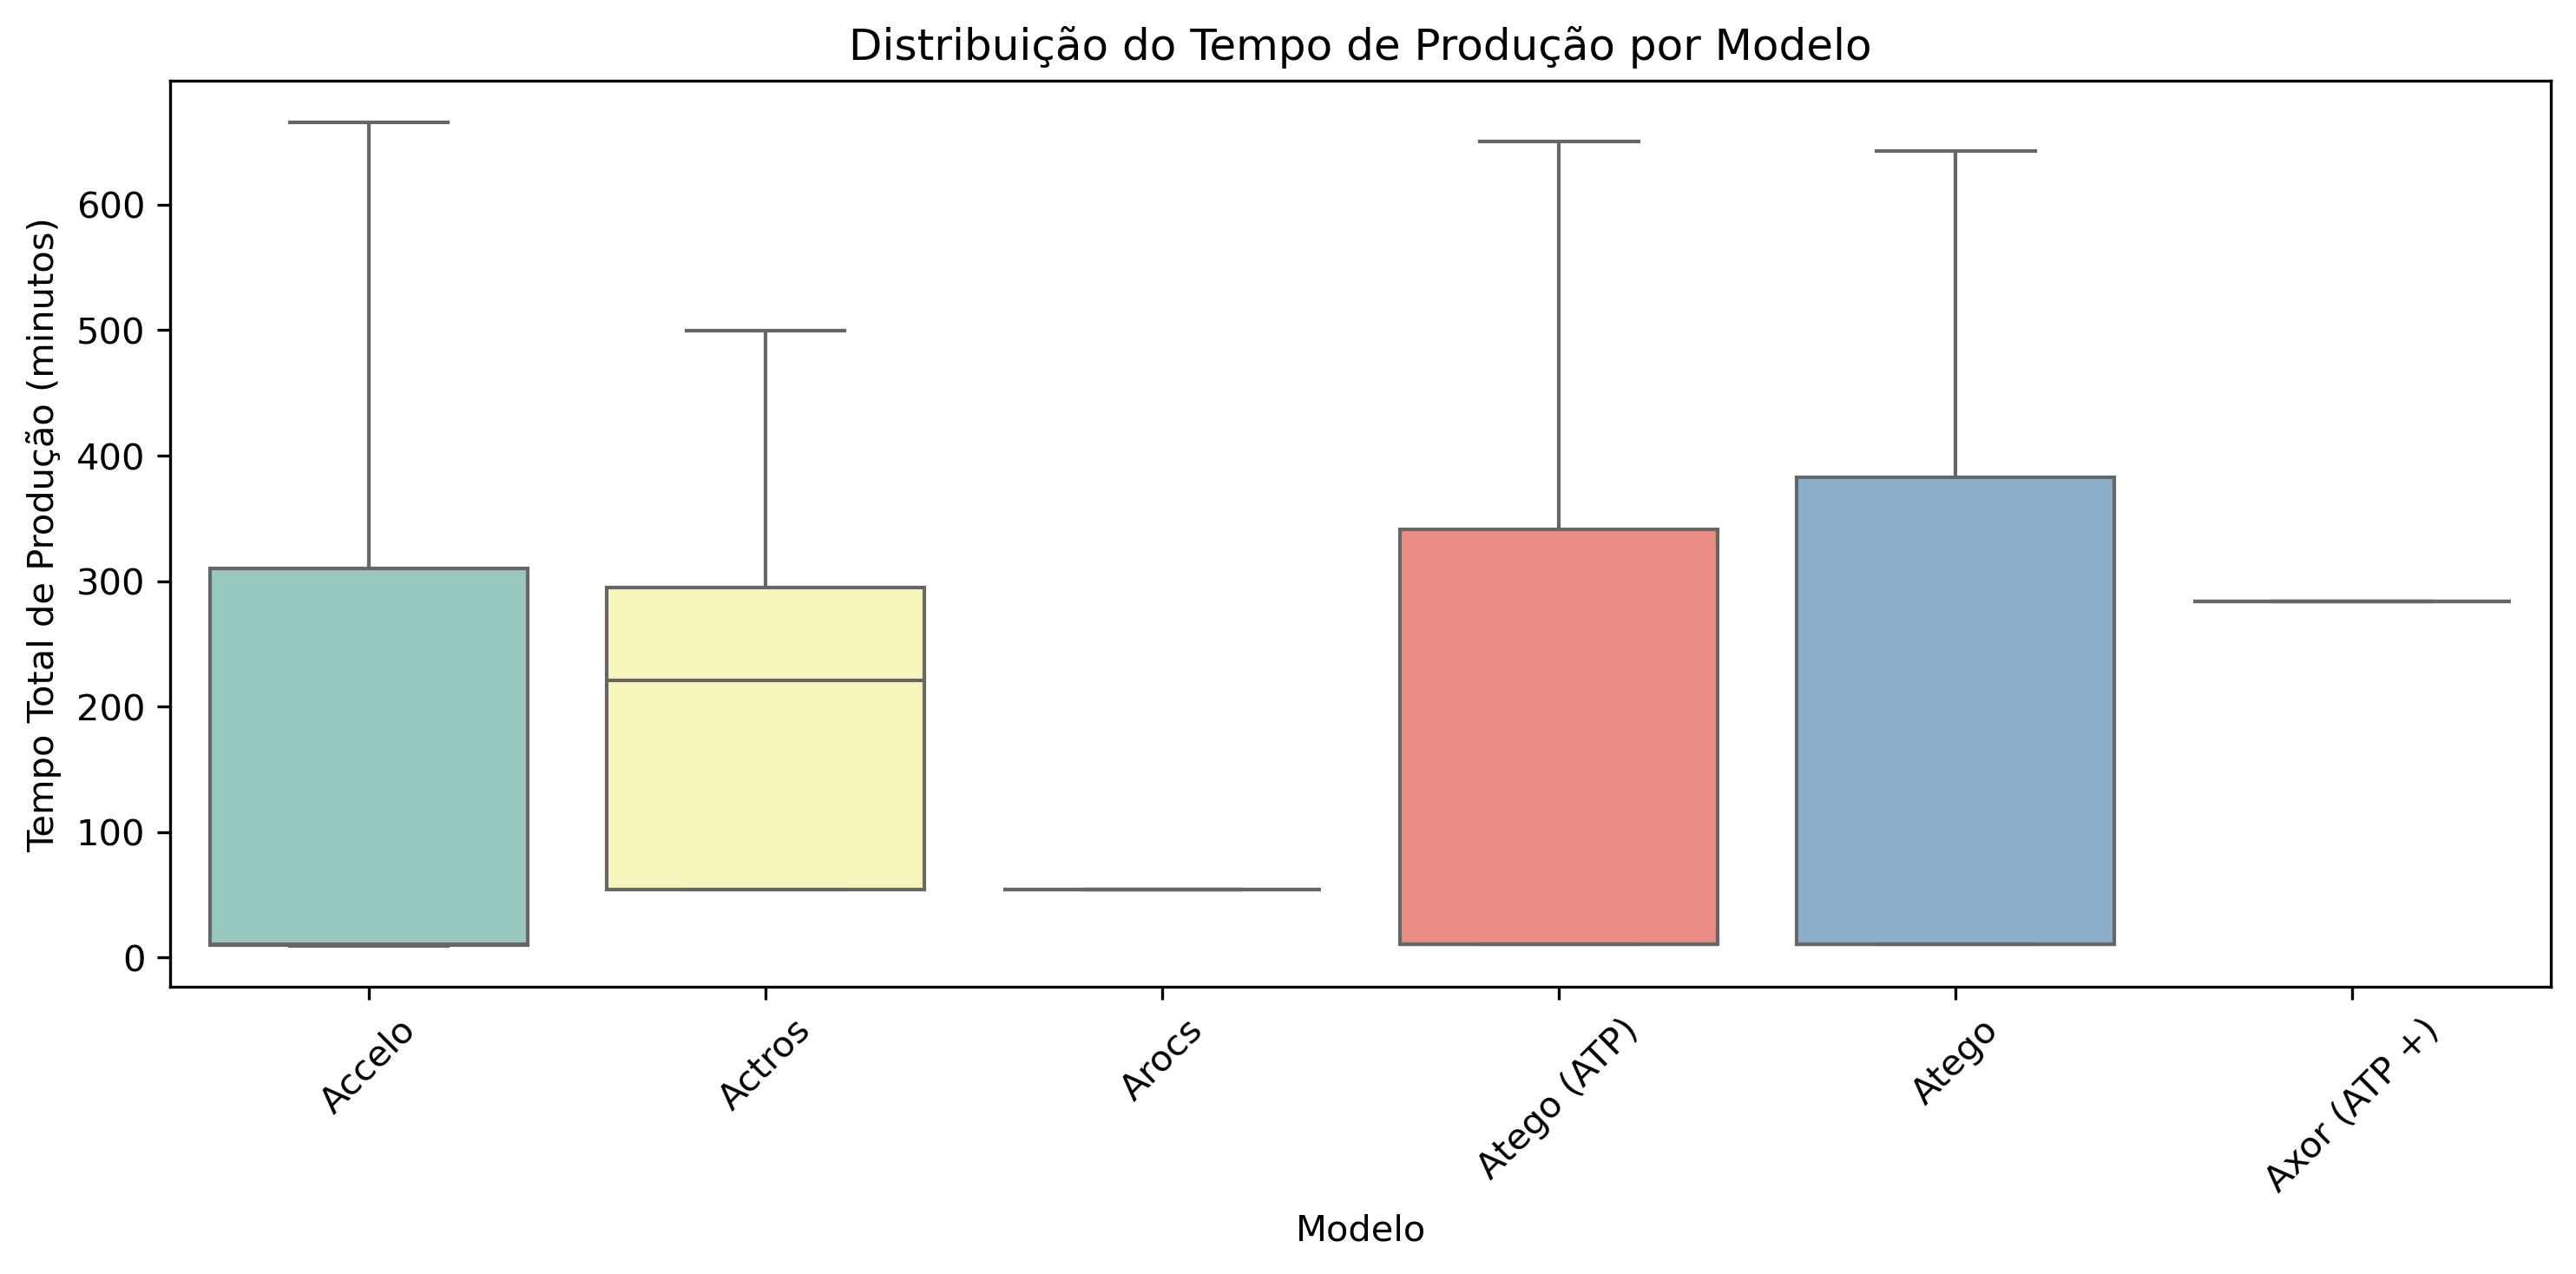 Distribuição do Tempo de Produção por Modelo
Tempo Total de Produção (minutos)
600
500
400
300
200
100
0
Accelo
Actros
Arocs
Atego (ATP)
Atego
Axor (ATP +)
Modelo